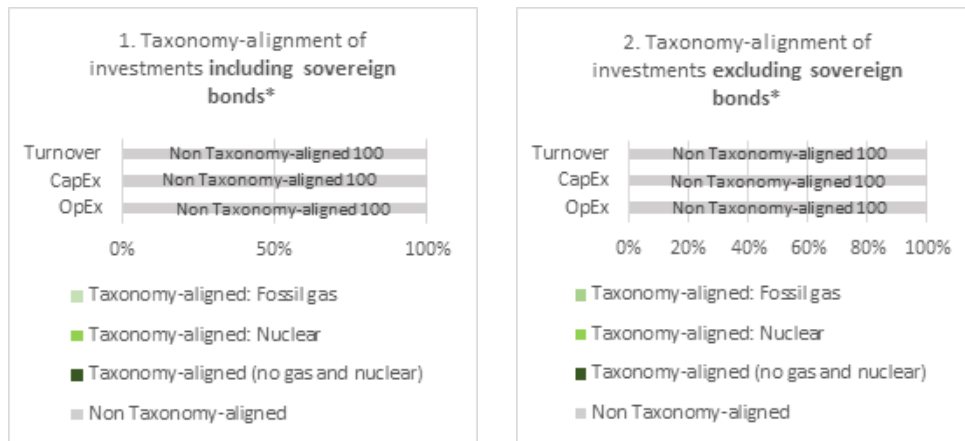 1. Taxonomy-alignment of
investments including sovereign
bonds*
Turnover Non Taxonomy-aligned 100
CapEx Non Taxonomy-aligned 100
OpEx Non Taxonomy-aligned 100
0% 50% 100%
Taxonomy-aligned: Fossil gas
Taxonomy-aligned: Nuclear
Taxonomy-aligned (no gas and nuclear)
Non Taxonomy-aligned
2. Taxonomy-alignment of
investments excluding sovereign
bonds*
Turnover Non Taxonomy-aligned 100
CapEx Non Taxonomy-aligned 100
OpEx Non Taxonomy-aligned 100
0% 20% 40% 60% 80% 100%
Taxonomy-aligned: Fossil gas
Taxonomy-aligned: Nuclear
Taxonomy-aligned (no gas and nuclear)
Non Taxonomy-aligned